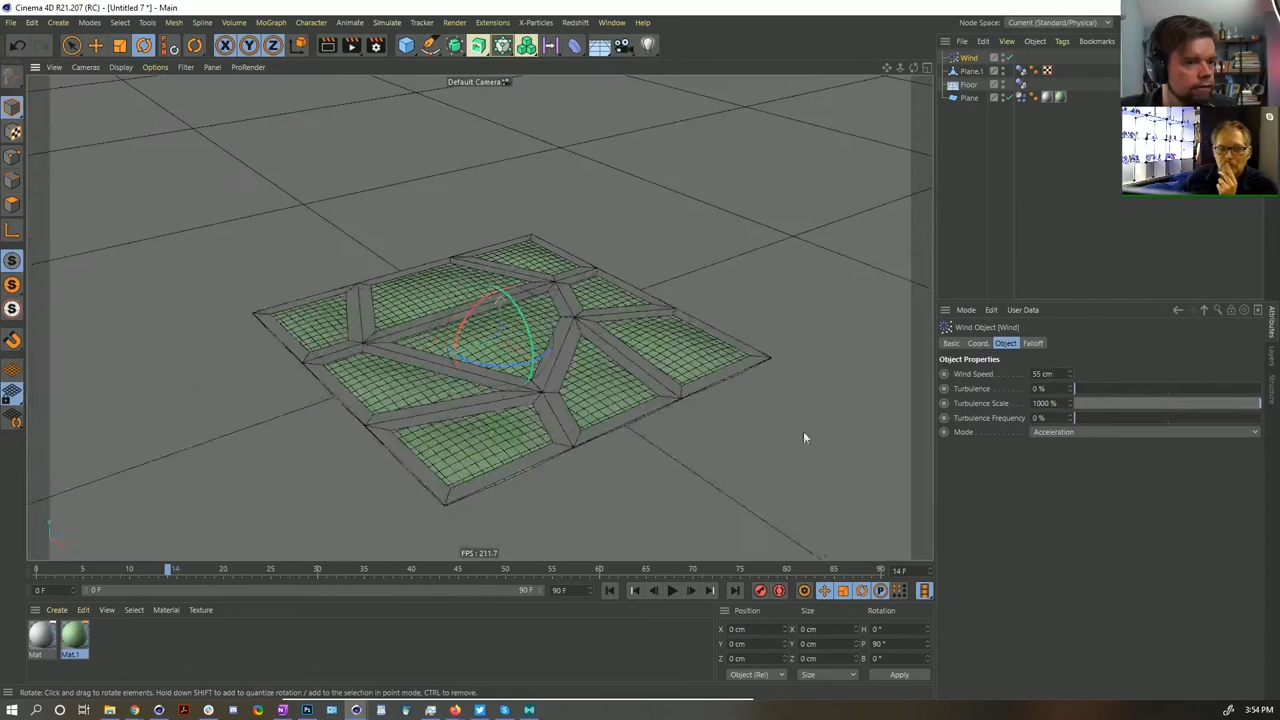 Cinema 4D R21.207 (RC) - [Untitled 7 *] - Main
File Edit Create Modes Select Tools Mesh Spline Volume MoGraph Character Animate Simulate Tracker Render Extensions X-Particles Redshift Window Help
Node Space: Current (Standard/Physical)
File Edit View Object Tags Bookmarks
View Cameras Display Options Filter Panel ProRender
X Y Z
Default Camera
Wind
Plane.1
Floor
Plane
Mode Edit User Data
Wind Object [Wind]
Basic Coord. Object Falloff
Object Properties
Wind Speed 55 cm
Turbulence 0 %
Turbulence Scale 1000 %
Turbulence Frequency 0 %
Mode Acceleration
Attributes
Layers
Structure
FPS : 211.7
0 5 10 14 20 25 30 35 40 45 50 55 60 65 70 75 80 85 90 14 F
0 F 0 F 90 F 90 F
Create Edit View Select Material Texture
Position Size Rotation
X 0 cm X 0 cm H 0 °
Y 0 cm Y 0 cm P 90 °
Z 0 cm Z 0 cm B 0 °
Object (Rel) Size Apply
Mat Mat.1
Rotate: Click and drag to rotate elements. Hold down SHIFT to add to quantize rotation / add to the selection in point mode, CTRL to remove.
3:54 PM